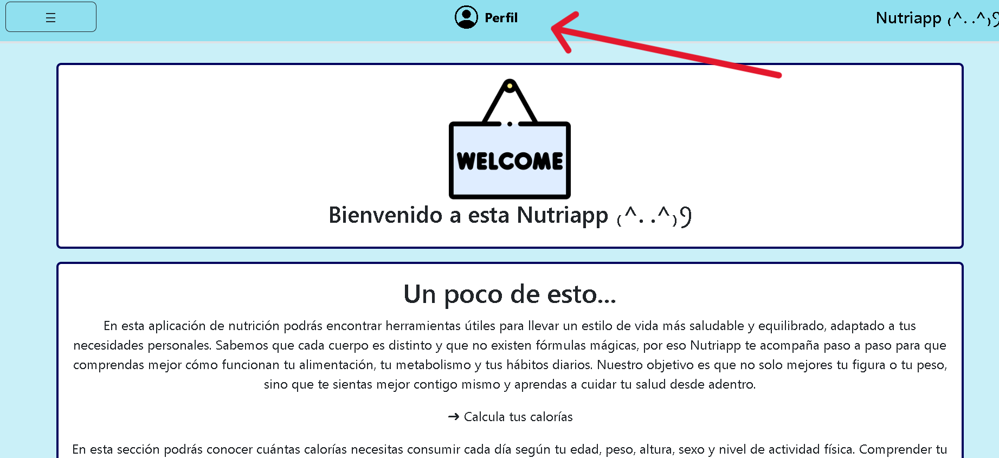 ☰
Perfil
Nutriapp ₍^. .^₎
WELCOME
Bienvenido a esta Nutriapp ₍^. .^₎୨
Un poco de esto...
En esta aplicación de nutrición podrás encontrar herramientas útiles para llevar un estilo de vida más saludable y equilibrado, adaptado a tus
necesidades personales. Sabemos que cada cuerpo es distinto y que no existen fórmulas mágicas, por eso Nutriapp te acompaña paso a paso para que
comprendas mejor cómo funcionan tu alimentación, tu metabolismo y tus hábitos diarios. Nuestro objetivo es que no solo mejores tu figura o tu peso,
sino que te sientas mejor contigo mismo y aprendas a cuidar tu salud desde adentro.
➜ Calcula tus calorías
En esta sección podrás conocer cuántas calorías necesitas consumir cada día según tu edad, peso, altura, sexo y nivel de actividad física. Comprender tu